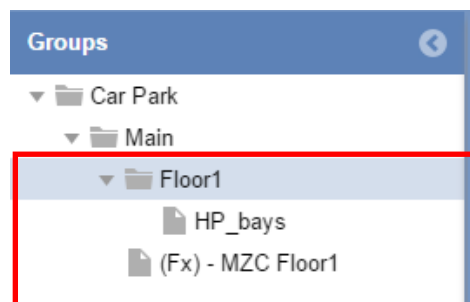 Groups
Car Park
Main
Floor1
HP_bays
(Fx) - MZC Floor1